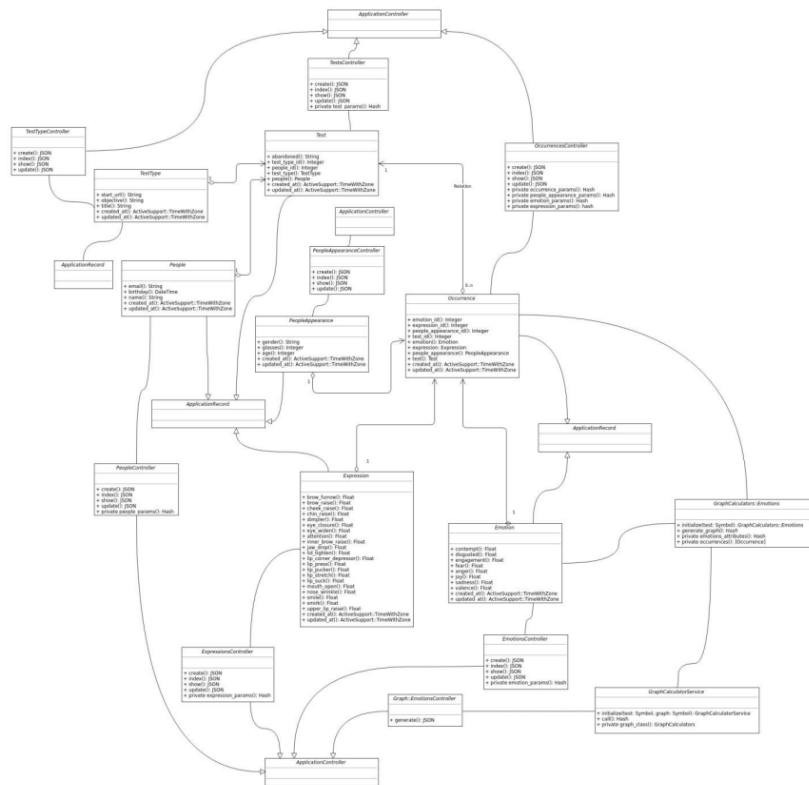 ApplicationController
TestsController
+ create(): JSON
+ index(): JSON
+ show(): JSON
+ update(): JSON
+ private test_params(): Hash
TestTypeController
+ create(): JSON
+ index(): JSON
+ show(): JSON
+ update(): JSON
Test
+ abandoned(): String
+ test_type_id(): Integer
+ people_id(): Integer
+ test_type(): TestType
+ people(): People
+ created_at(): ActiveSupport::TimeWithZone
+ updated_at(): ActiveSupport::TimeWithZone
OccurrencesController
+ create(): JSON
+ index(): JSON
+ show(): JSON
+ update(): JSON
+ private occurrence_params(): Hash
+ private people_appearance_params(): Hash
+ private emotion_params(): Hash
+ private expression_params(): hash
TestType
+ start_url(): String
+ objective(): String
+ title(): String
+ created_at(): ActiveSupport::TimeWithZone
+ updated_at(): ActiveSupport::TimeWithZone
1
Relation
ApplicationController
ApplicationRecord
People
+ email(): String
+ birthday(): DateTime
+ name(): String
+ created_at(): ActiveSupport::TimeWithZone
+ updated_at(): ActiveSupport::TimeWithZone
PeopleAppearanceController
+ create(): JSON
+ index(): JSON
+ show(): JSON
+ update(): JSON
0..n
Occurrence
+ emotion_id(): Integer
+ expression_id(): Integer
+ people_appearance_id(): Integer
+ test_id(): Integer
+ emotion(): Emotion
+ expression: Expression
+ people_appearance(): PeopleAppearance
+ test(): Test
+ created_at(): ActiveSupport::TimeWithZone
+ updated_at(): ActiveSupport::TimeWithZone
PeopleAppearance
+ gender(): String
+ glasses(): Integer
+ age(): Integer
+ created_at(): ActiveSupport::TimeWithZone
+ updated_at(): ActiveSupport::TimeWithZone
1
ApplicationRecord
ApplicationRecord
1
PeopleController
+ create(): JSON
+ index(): JSON
+ show(): JSON
+ update(): JSON
+ private people_params(): Hash
Expression
+ brow_furrow(): Float
+ brow_raise(): Float
+ cheek_raise(): Float
+ chin_raise(): Float
+ dimpler(): Float
+ eye_closure(): Float
+ eye_widen(): Float
+ attention(): Float
+ inner_brow_raise(): Float
+ jaw_drop(): Float
+ lid_tighten(): Float
+ lip_corner_depressor(): Float
+ lip_press(): Float
+ lip_pucker(): Float
+ lip_stretch(): Float
+ lip_suck(): Float
+ mouth_open(): Float
+ nose_wrinkle(): Float
+ smile(): Float
+ smirk(): Float
+ upper_lip_raise(): Float
+ created_at(): ActiveSupport::TimeWithZone
+ updated_at(): ActiveSupport::TimeWithZone
1
Emotion
+ contempt(): Float
+ disgusted(): Float
+ engagement(): Float
+ fear(): Float
+ anger(): Float
+ joy(): Float
+ sadness(): Float
+ valence(): Float
+ created_at(): ActiveSupport::TimeWithZone
+ updated_at(): ActiveSupport::TimeWithZone
GraphCalculators::Emotions
+ initialize(test: Symbol): GraphCalculators::Emotions
+ generate_graph(): Hash
+ private emotions_attributes(): Hash
+ private occurrences(): [Occurrence]
EmotionsController
+ create(): JSON
+ index(): JSON
+ show(): JSON
+ update(): JSON
+ private emotion_params(): Hash
ExpressionsController
+ create(): JSON
+ index(): JSON
+ show(): JSON
+ update(): JSON
+ private expression_params(): Hash
Graph::EmotionsController
+ generate(): JSON
GraphCalculatorService
+ initialize(test: Symbol, graph: Symbol): GraphCalculatorService
+ call(): Hash
+ private graph_class(): GraphCalculators
ApplicationController